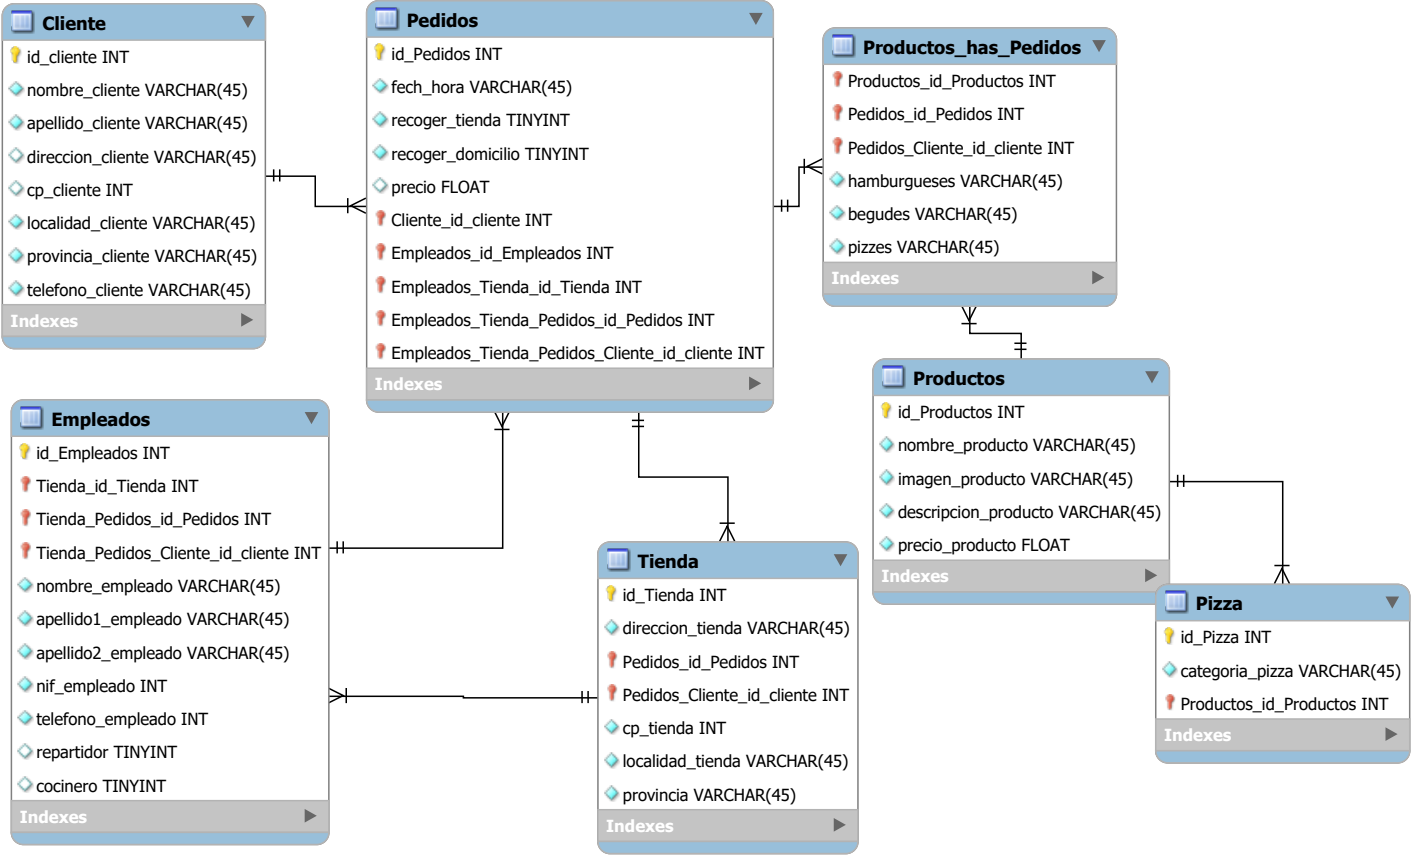 Cliente
id_cliente INT
nombre_cliente VARCHAR(45)
apellido_cliente VARCHAR(45)
direccion_cliente VARCHAR(45)
cp_cliente INT
localidad_cliente VARCHAR(45)
provincia_cliente VARCHAR(45)
telefono_cliente VARCHAR(45)
Indexes
Pedidos
id_Pedidos INT
fech_hora VARCHAR(45)
recoger_tienda TINYINT
recoger_domicilio TINYINT
precio FLOAT
Cliente_id_cliente INT
Empleados_id_Empleados INT
Empleados_Tienda_id_Tienda INT
Empleados_Tienda_Pedidos_id_Pedidos INT
Empleados_Tienda_Pedidos_Cliente_id_cliente INT
Indexes
Productos_has_Pedidos
Productos_id_Productos INT
Pedidos_id_Pedidos INT
Pedidos_Cliente_id_cliente INT
hamburgueses VARCHAR(45)
begudes VARCHAR(45)
pizzes VARCHAR(45)
Indexes
Empleados
id_Empleados INT
Tienda_id_Tienda INT
Tienda_Pedidos_id_Pedidos INT
Tienda_Pedidos_Cliente_id_cliente INT
nombre_empleado VARCHAR(45)
apellido1_empleado VARCHAR(45)
apellido2_empleado VARCHAR(45)
nif_empleado INT
telefono_empleado INT
repartidor TINYINT
cocinero TINYINT
Indexes
Tienda
id_Tienda INT
direccion_tienda VARCHAR(45)
Pedidos_id_Pedidos INT
Pedidos_Cliente_id_cliente INT
cp_tienda INT
localidad_tienda VARCHAR(45)
provincia VARCHAR(45)
Indexes
Productos
id_Productos INT
nombre_producto VARCHAR(45)
imagen_producto VARCHAR(45)
descripcion_producto VARCHAR(45)
precio_producto FLOAT
Indexes
Pizza
id_Pizza INT
categoria_pizza VARCHAR(45)
Productos_id_Productos INT
Indexes